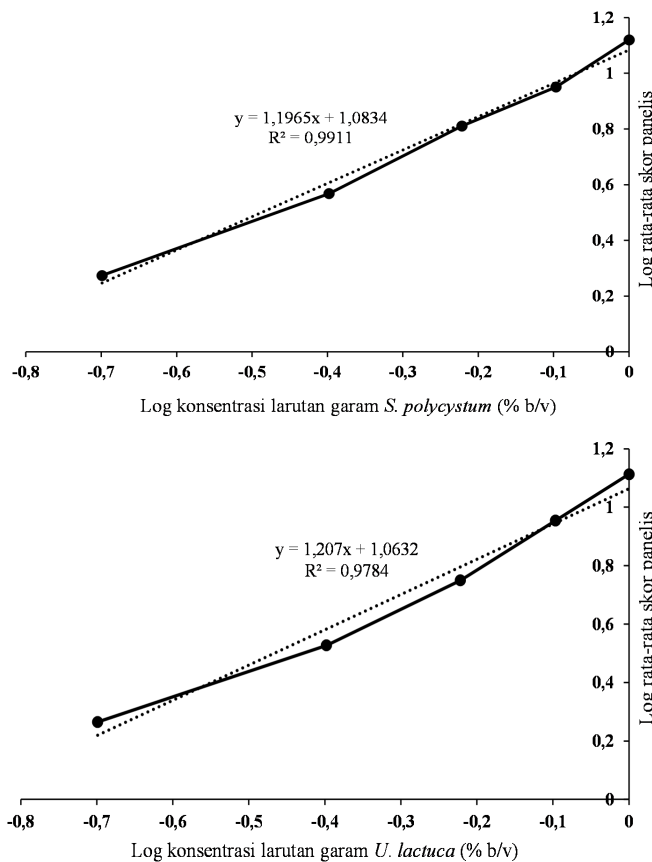 1,2
1
0,8
0,6
0,4
0,2
0
Log rata-rata skor panelis
y = 1,1965x + 1,0834
R² = 0,9911
-0,8 -0,7 -0,6 -0,5 -0,4 -0,3 -0,2 -0,1 0
Log konsentrasi larutan garam S. polycystum (% b/v)
1,2
1
0,8
0,6
0,4
0,2
0
Log rata-rata skor panelis
y = 1,207x + 1,0632
R² = 0,9784
-0,8 -0,7 -0,6 -0,5 -0,4 -0,3 -0,2 -0,1 0
Log konsentrasi larutan garam U. lactuca (% b/v)